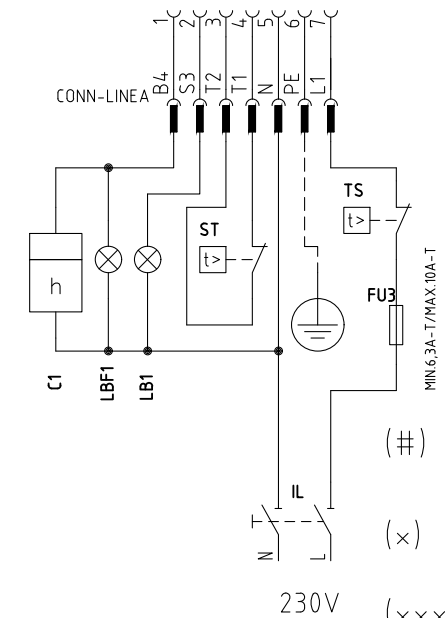 1 2 3 4 5 6 7
CONN-LINEA
B4 S3 T2 T1 N PE L1
TS
t>
ST
t>
h
FU3
MIN.6,3A-T/MAX.10A-T
C1
LBF1
LB1
(#)
IL
N
L
(×)
230V
(×××